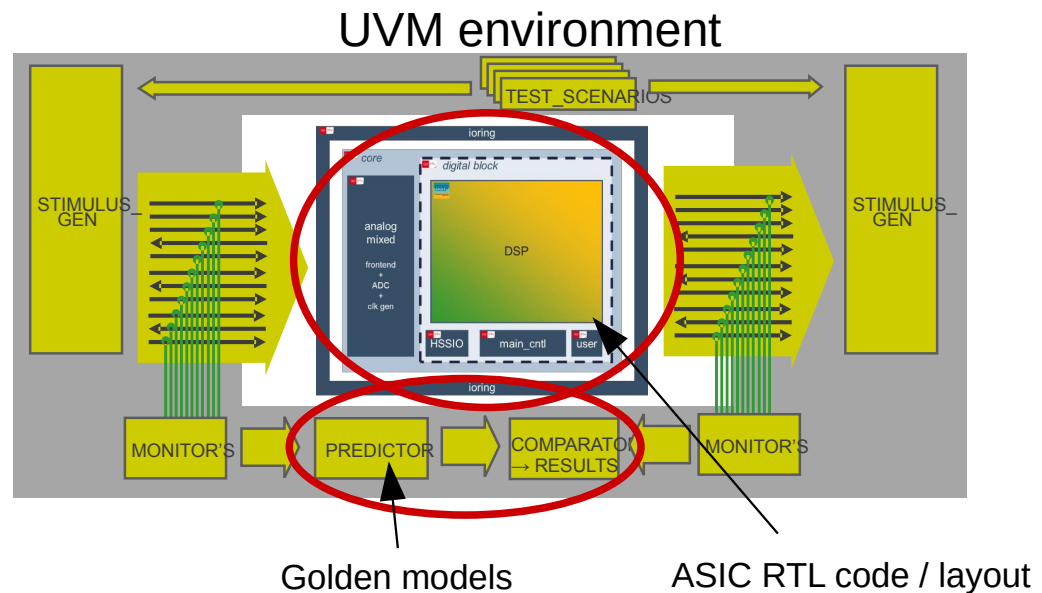 UVM environment
TEST_SCENARIOS
STIMULUS_
GEN
ioring
core
digital block
analog
mixed
frontend
+
ADC
+
clk gen
DSP
HSSIO
main_cntl
user
ioring
STIMULUS_
GEN
MONITOR'S
PREDICTOR
COMPARATOR
→ RESULTS
MONITOR'S
Golden models
ASIC RTL code / layout